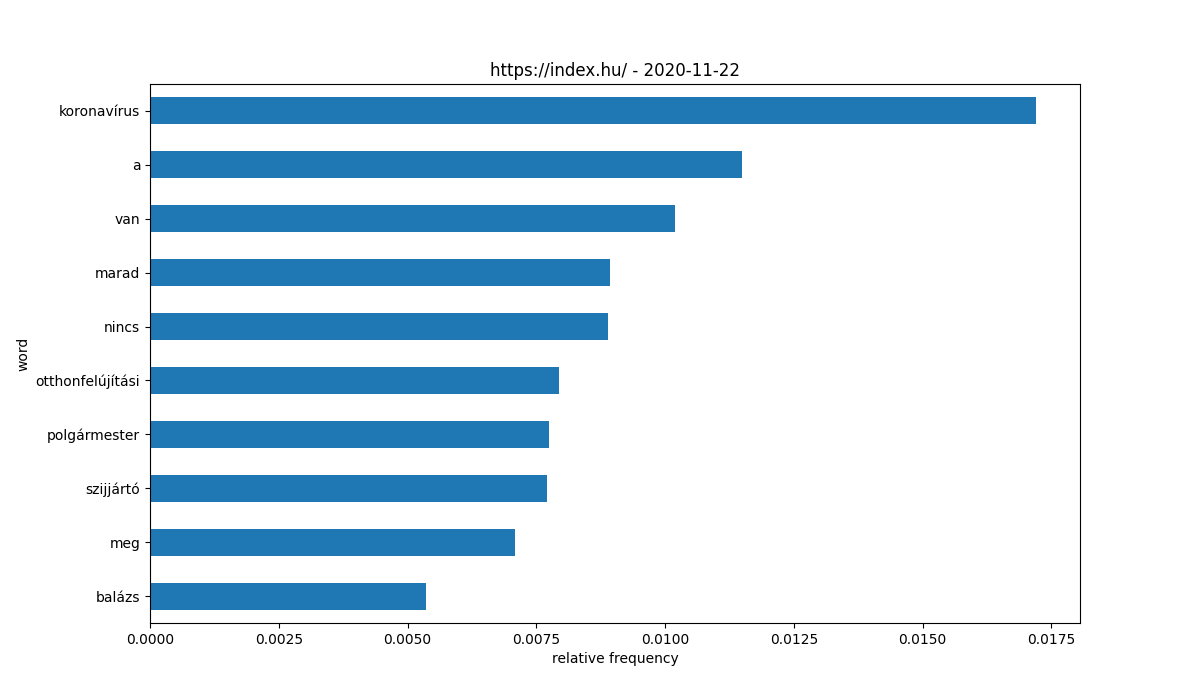 https://index.hu/ - 2020-11-22
koronavírus
a
van
marad
nincs
otthonfelújítási
polgármester
szijjártó
meg
balázs
word
0.0000 0.0025 0.0050 0.0075 0.0100 0.0125 0.0150 0.0175
relative frequency